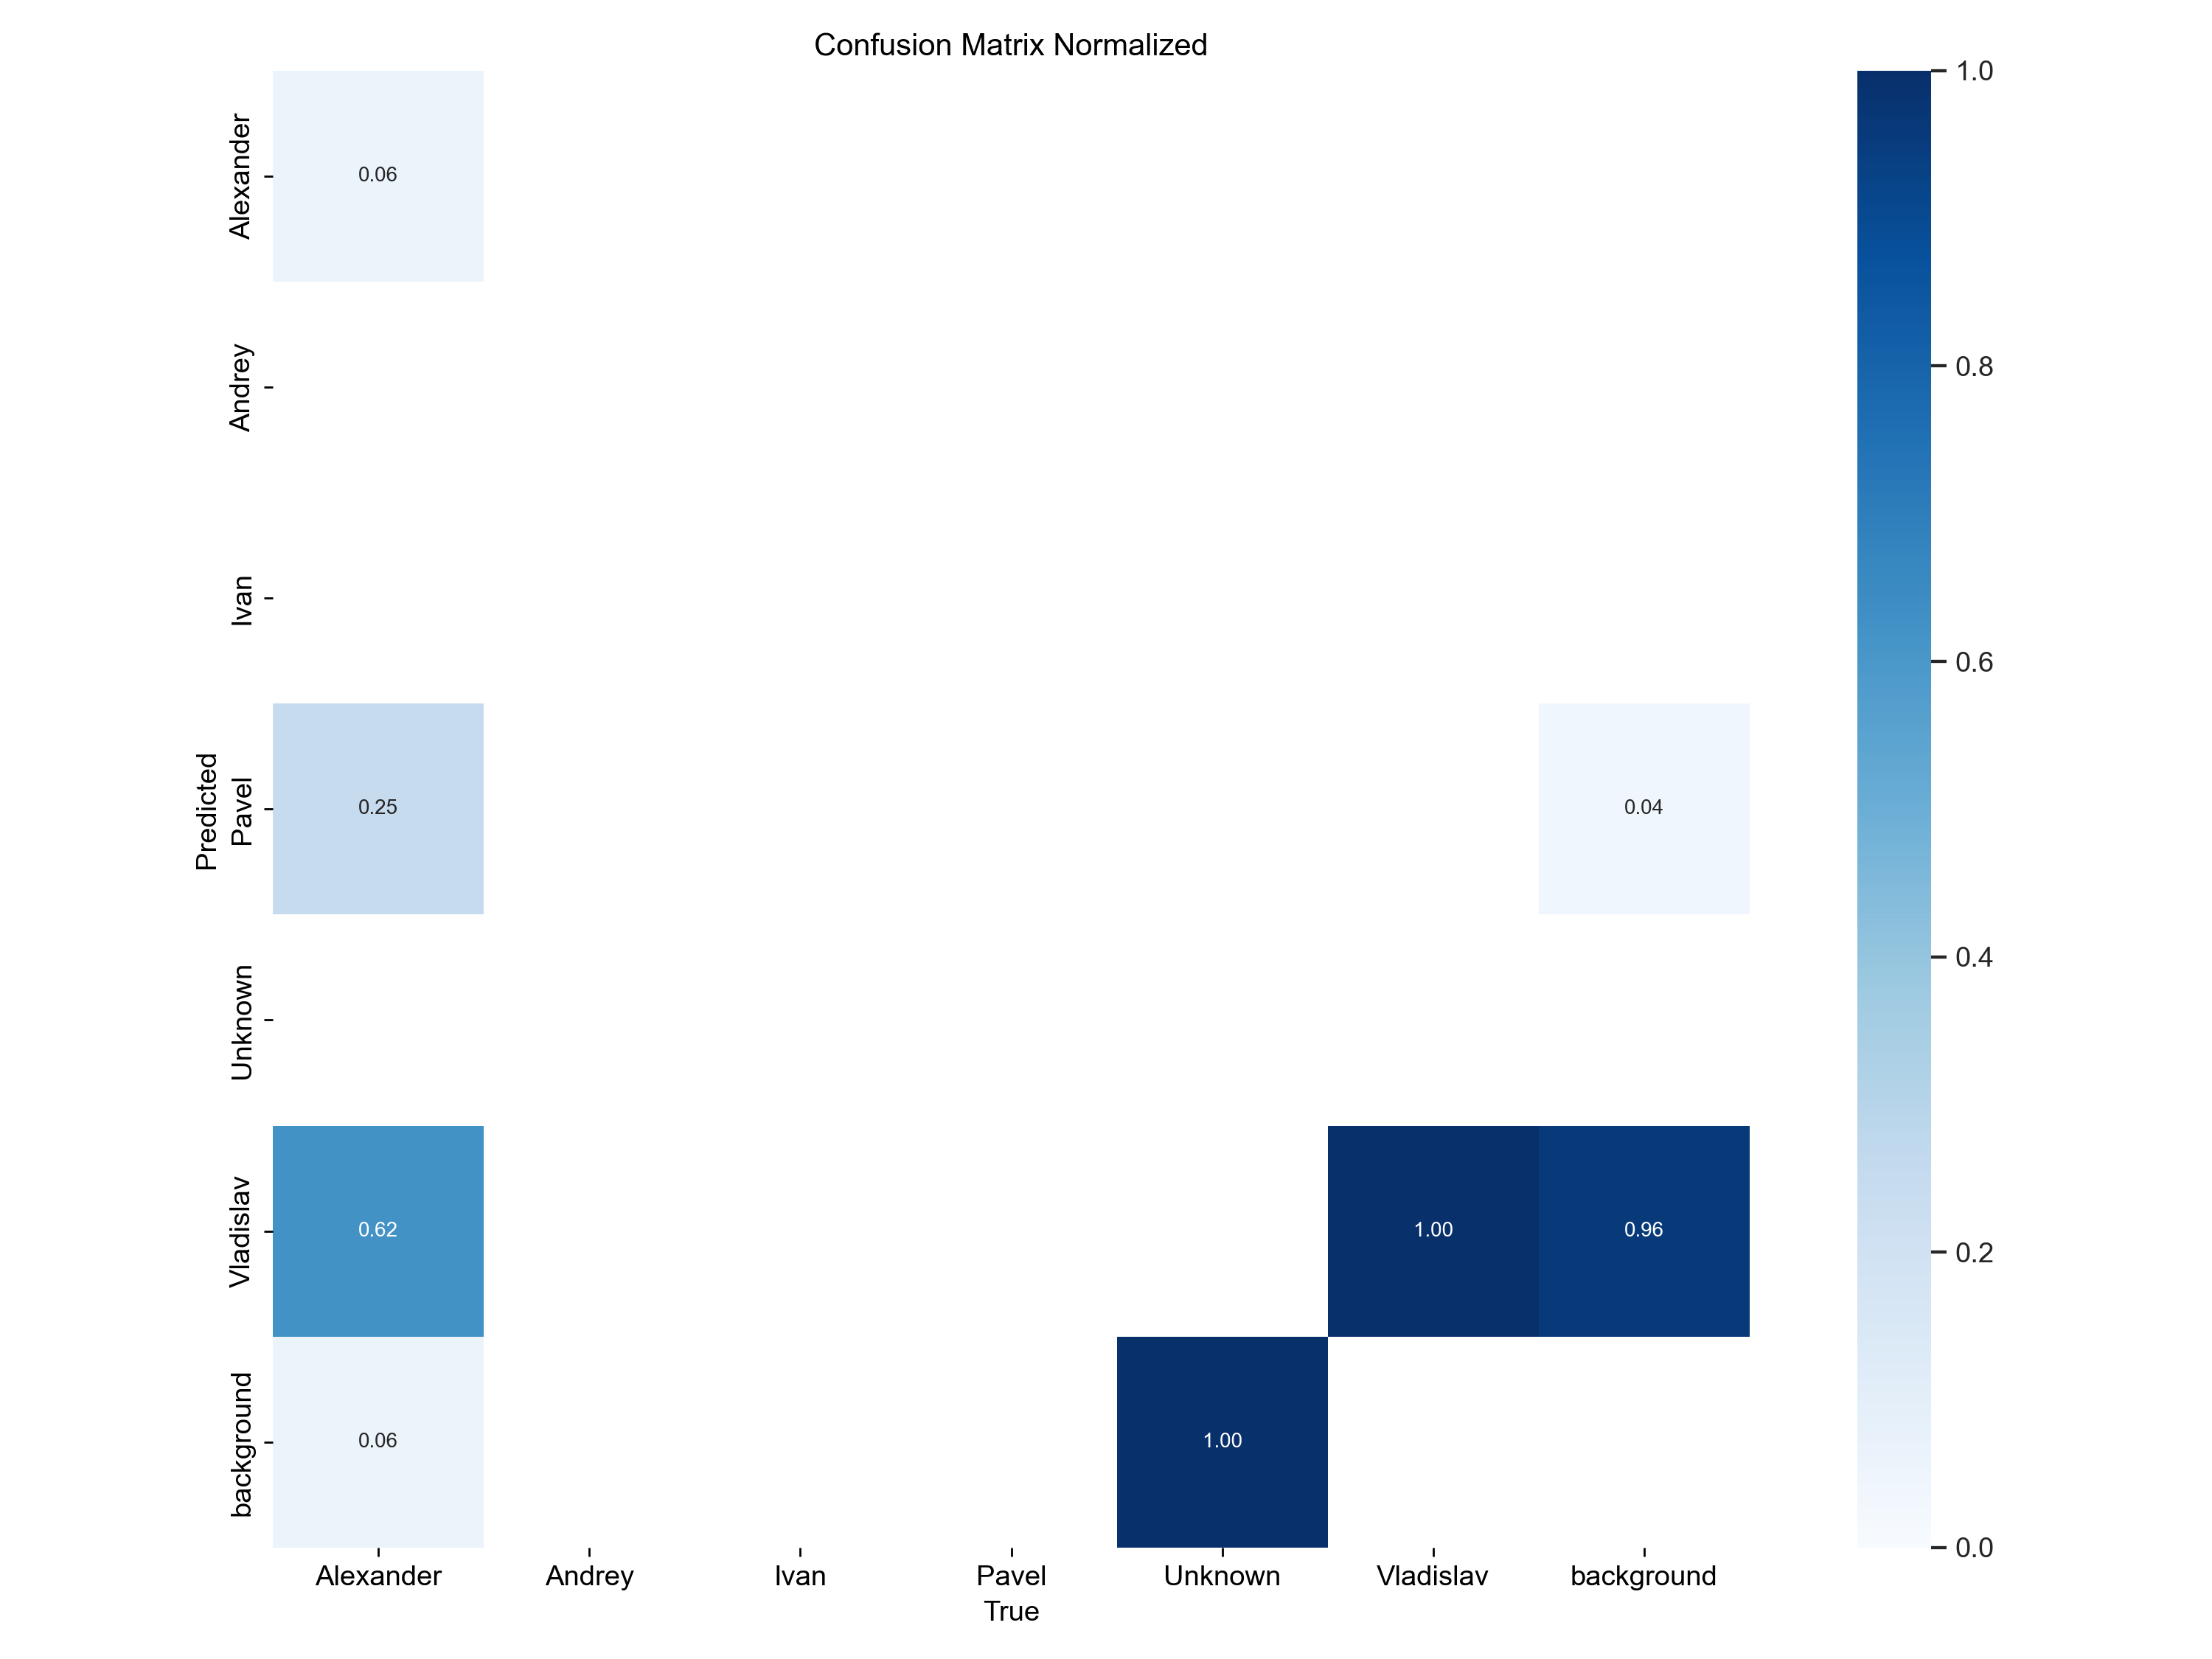 Confusion Matrix Normalized
1.0
Alexander
0.06
0.8
Andrey
Ivan
0.6
Predicted
Pavel
0.25
0.04
0.4
Unknown
0.2
Vladislav
0.62
1.00
0.96
background
0.06
1.00
0.0
Alexander
Andrey
Ivan
Pavel
Unknown
Vladislav
background
True